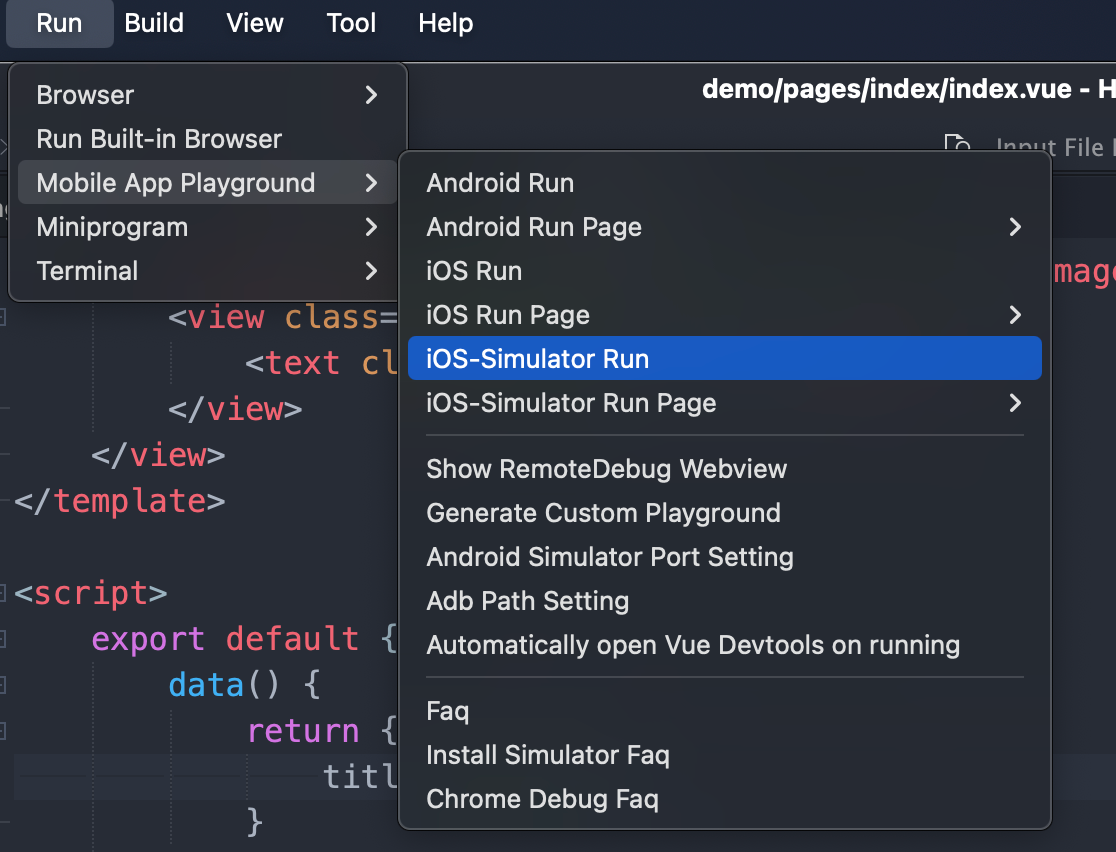 Run Build View Tool Help
demo/pages/index/index.vue - H
Input File
Browser
Run Built-in Browser
Mobile App Playground
Miniprogram
Terminal
Android Run
Android Run Page
iOS Run
iOS Run Page
iOS-Simulator Run
iOS-Simulator Run Page
Show RemoteDebug Webview
Generate Custom Playground
Android Simulator Port Setting
Adb Path Setting
Automatically open Vue Devtools on running
Faq
Install Simulator Faq
Chrome Debug Faq
mage
<view class=
<text cl
</view>
</view>
</template>
<script>
export default {
data() {
return {
titl
}